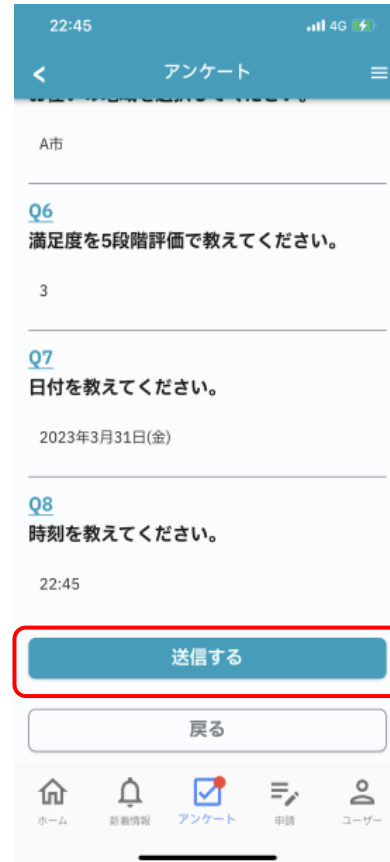 22:45
4G
アンケート
A市
Q6
満足度を5段階評価で教えてください。
3
Q7
日付を教えてください。
2023年3月31日(金)
Q8
時刻を教えてください。
22:45
送信する
戻る
ホーム
新着情報
アンケート
申請
ユーザー